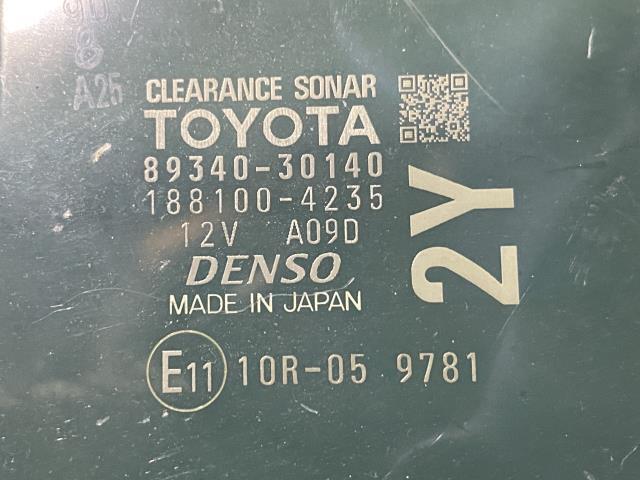 8
A25
CLEARANCE SONAR
TOYOTA
89340-30140
188100-4235
12V A09D
DENSO
MADE IN JAPAN
2Y
E11 10R-05 9781